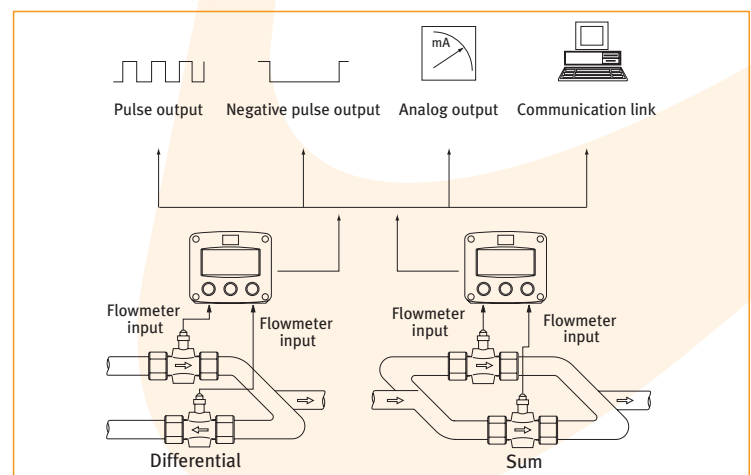 mA
Pulse output
Negative pulse output
Analog output
Communication link
Flowmeter
input
Flowmeter
input
Flowmeter
input
Flowmeter
input
Differential
Sum